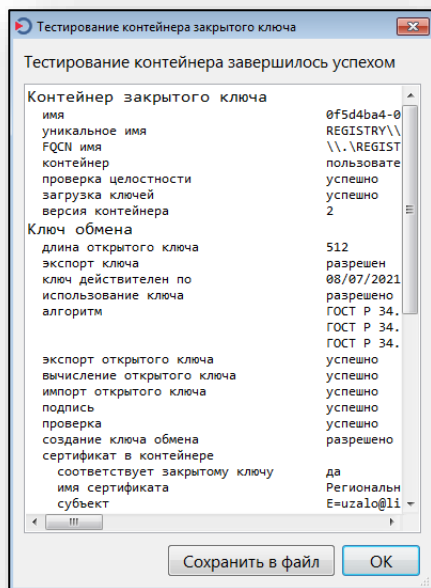 Тестирование контейнера закрытого ключа
Тестирование контейнера завершилось успехом
Контейнер закрытого ключа
имя 0f5d4ba4-0
уникальное имя REGISTRY\\
FQCN имя \\.\REGIST
контейнер пользовате
проверка целостности успешно
загрузка ключей успешно
версия контейнера 2
Ключ обмена
длина открытого ключа 512
экспорт ключа разрешен
ключ действителен по 08/07/2021
использование ключа разрешено
алгоритм ГОСТ Р 34.
ГОСТ Р 34.
ГОСТ Р 34.
экспорт открытого ключа успешно
вычисление открытого ключа успешно
импорт открытого ключа успешно
подпись успешно
проверка успешно
создание ключа обмена разрешено
сертификат в контейнере
соответствует закрытому ключу да
имя сертификата Региональн
субъект E=uzalo@li
Сохранить в файл OK